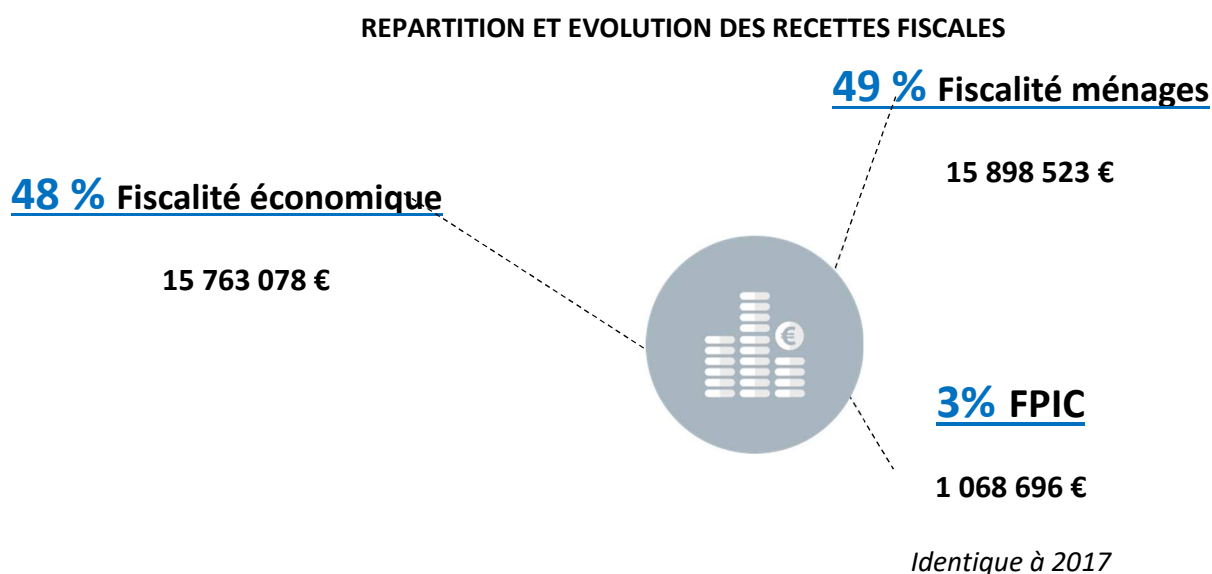 REPARTITION ET EVOLUTION DES RECETTES FISCALES
49 % Fiscalité ménages
15 898 523 €
48 % Fiscalité économique
15 763 078 €
€
3% FPIC
1 068 696 €
Identique à 2017